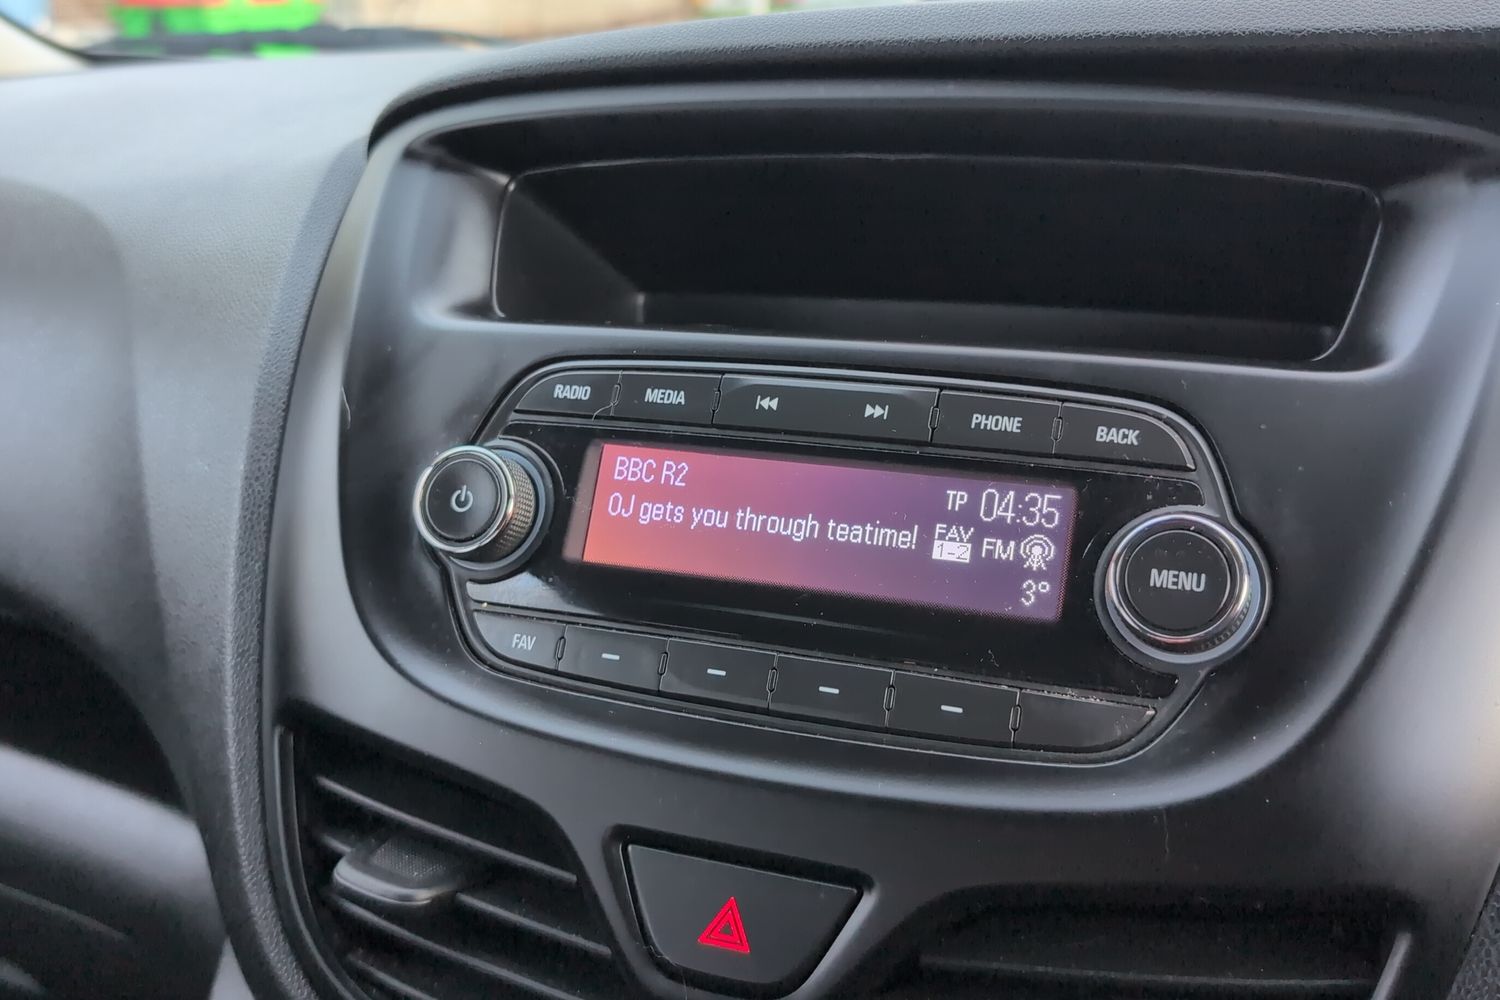 RADIO MEDIA PHONE BACK
BBC R2
TP 04:35
OJ gets you through teatime!
FAV
1-2 FM
3°
MENU
FAV